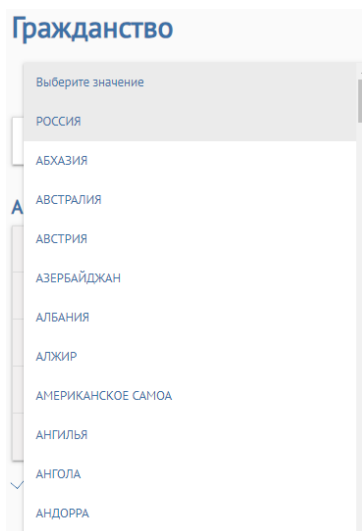 Гражданство
Выберите значение
РОССИЯ
АБХАЗИЯ
АВСТРАЛИЯ
А
АВСТРИЯ
АЗЕРБАЙДЖАН
АЛБАНИЯ
АЛЖИР
АМЕРИКАНСКОЕ САМОА
АНГИЛЬЯ
АНГОЛА
АНДОРРА